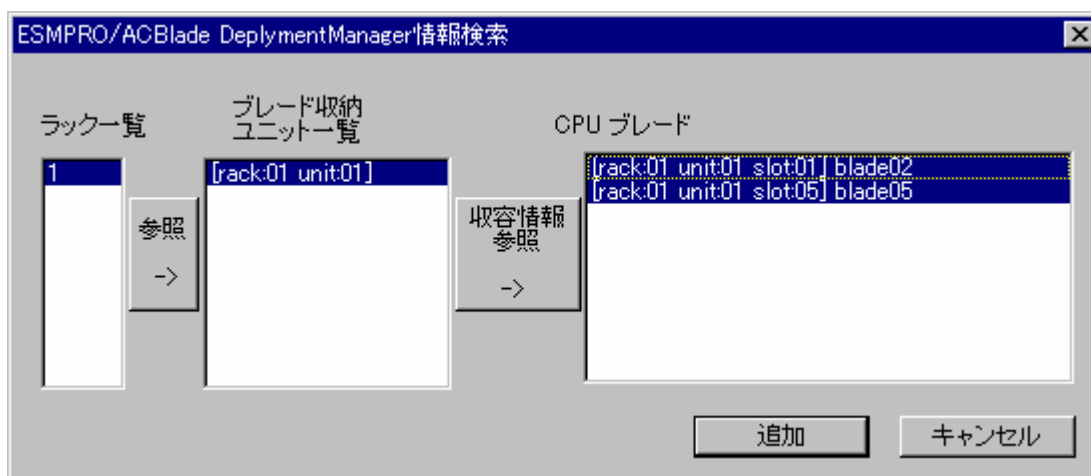 ESMPRO/ACBlade DeplymentManager情報検索
ラック一覧
ブレード収納
ユニット一覧
CPU ブレード
1
参照
->
[rack:01 unit:01]
収容情報
参照
->
[rack:01 unit:01 slot:01] blade02
[rack:01 unit:01 slot:05] blade05
追加
キャンセル